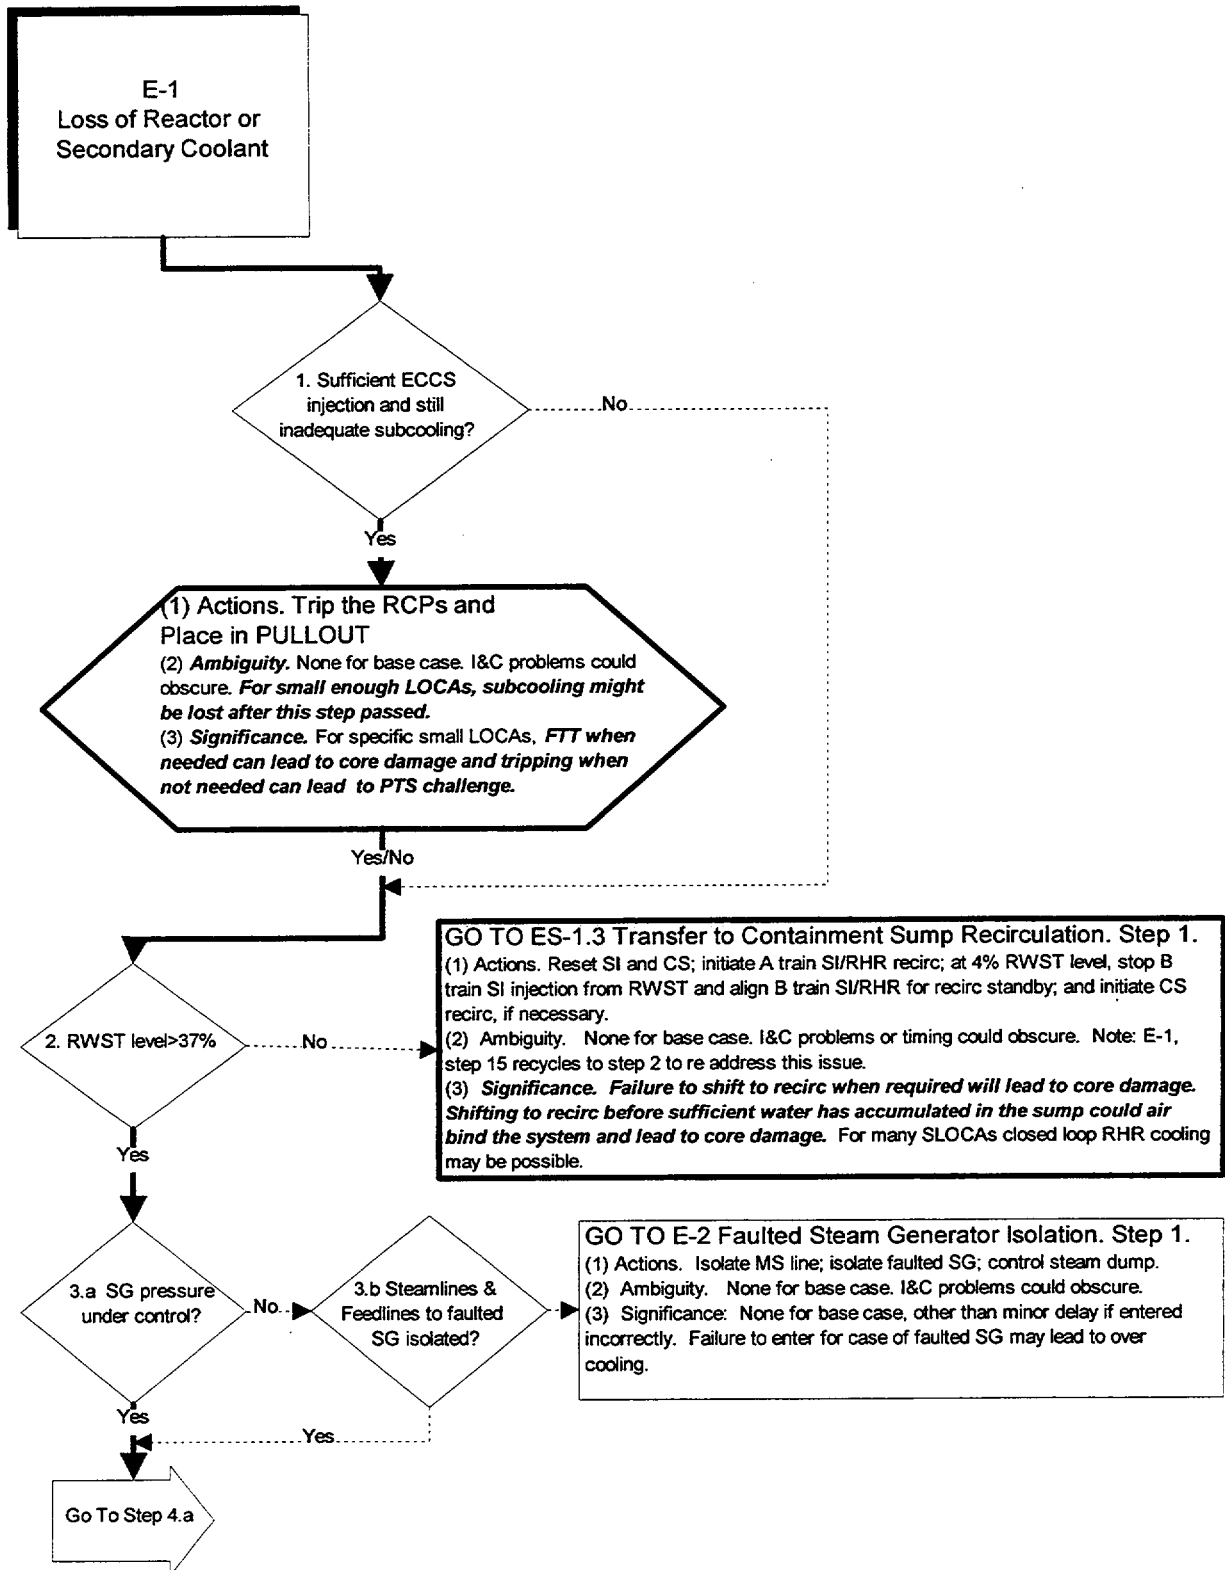 E-1
Loss of Reactor or
Secondary Coolant
1. Sufficient ECCS
injection and still
inadequate subcooling?
No
Yes
(1) Actions. Trip the RCPs and
Place in PULLOUT
(2) Ambiguity. None for base case. I&C problems could
obscure. For small enough LOCAs, subcooling might
be lost after this step passed.
(3) Significance. For specific small LOCAs, FTT when
needed can lead to core damage and tripping when
not needed can lead to PTS challenge.
Yes/No
2. RWST level>37%
No
GO TO ES-1.3 Transfer to Containment Sump Recirculation. Step 1.
(1) Actions. Reset SI and CS; initiate A train SI/RHR recirc; at 4% RWST level, stop B
train SI injection from RWST and align B train SI/RHR for recirc standby; and initiate CS
recirc, if necessary.
(2) Ambiguity. None for base case. I&C problems or timing could obscure. Note: E-1,
step 15 recycles to step 2 to re address this issue.
(3) Significance. Failure to shift to recirc when required will lead to core damage.
Shifting to recirc before sufficient water has accumulated in the sump could air
bind the system and lead to core damage. For many SLOCAs closed loop RHR cooling
may be possible.
Yes
3.a SG pressure
under control?
No
3.b Steamlines &
Feedlines to faulted
SG isolated?
GO TO E-2 Faulted Steam Generator Isolation. Step 1.
(1) Actions. Isolate MS line; isolate faulted SG; control steam dump.
(2) Ambiguity. None for base case. I&C problems could obscure.
(3) Significance: None for base case, other than minor delay if entered
incorrectly. Failure to enter for case of faulted SG may lead to over
cooling.
Yes
Yes
Go To Step 4.a